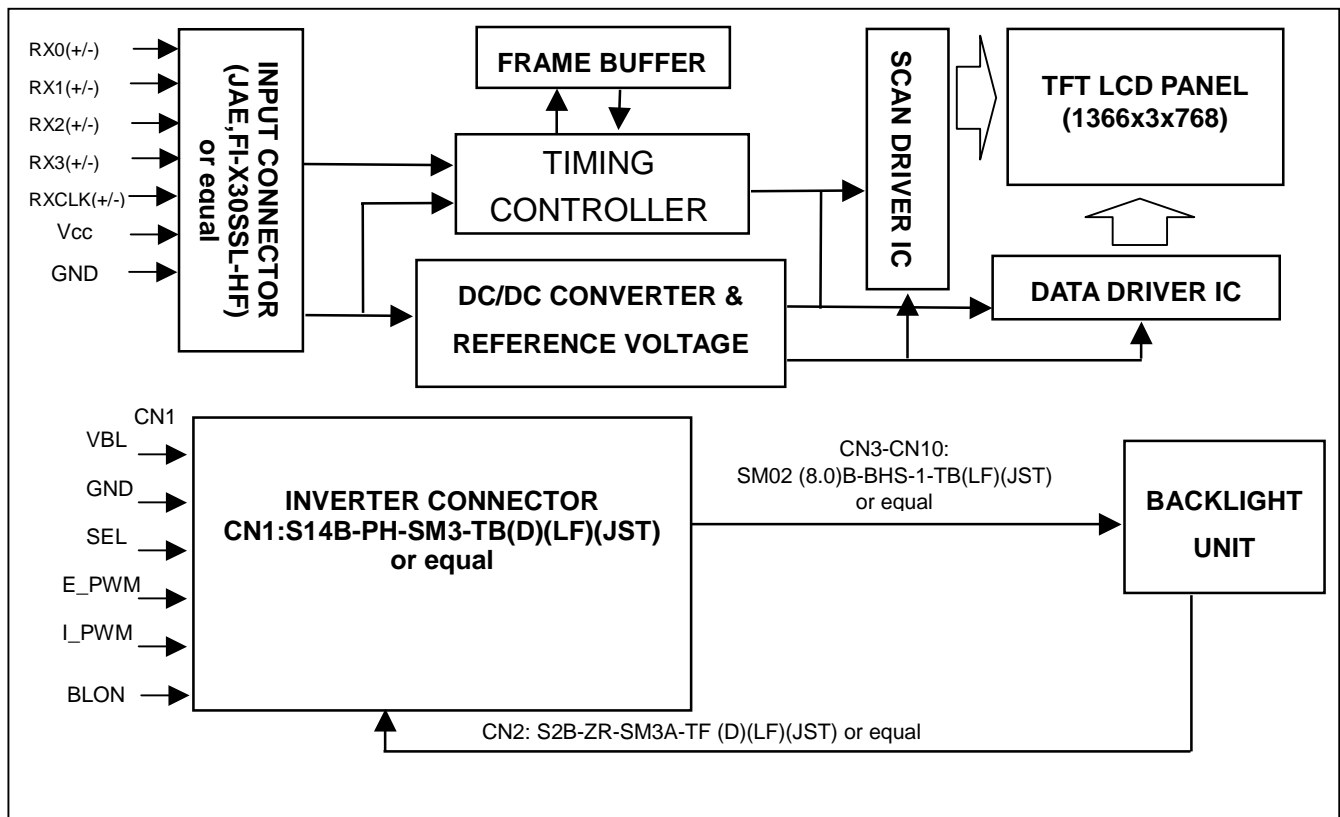 RX0(+/-)
RX1(+/-)
RX2(+/-)
RX3(+/-)
RXCLK(+/-)
Vcc
GND
INPUT CONNECTOR
(JAE,FI-X30SSL-HF)
or equal
FRAME BUFFER
TIMING
CONTROLLER
DC/DC CONVERTER &
REFERENCE VOLTAGE
SCAN DRIVER IC
TFT LCD PANEL
(1366x3x768)
DATA DRIVER IC
CN1
VBL
GND
SEL
E_PWM
I_PWM
BLON
INVERTER CONNECTOR
CN1:S14B-PH-SM3-TB(D)(LF)(JST)
or equal
CN3-CN10:
SM02 (8.0)B-BHS-1-TB(LF)(JST)
or equal
BACKLIGHT
UNIT
CN2: S2B-ZR-SM3A-TF (D)(LF)(JST) or equal